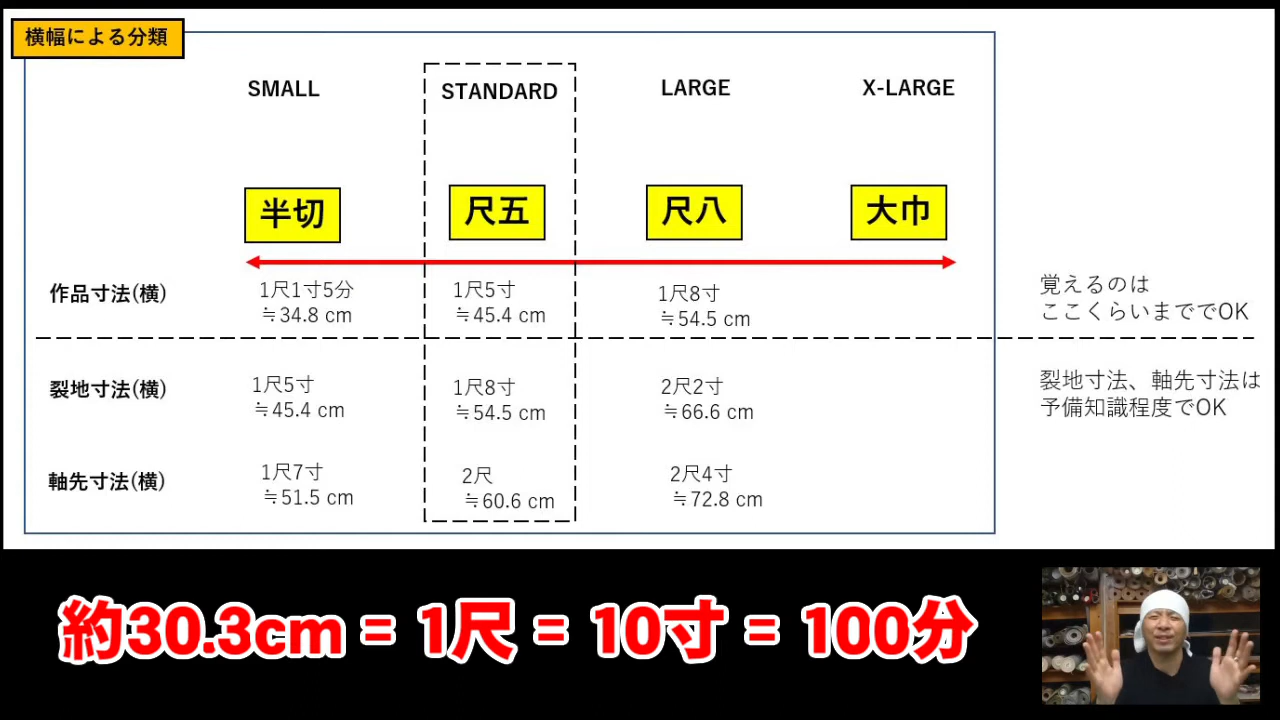 横幅による分類
SMALL
STANDARD
LARGE
X-LARGE
半切
尺五
尺八
大巾
作品寸法(横)
1尺1寸5分
≒34.8 cm
1尺5寸
≒45.4 cm
1尺8寸
≒54.5 cm
覚えるのは
ここくらいまででOK
裂地寸法(横)
1尺5寸
≒45.4 cm
1尺8寸
≒54.5 cm
2尺2寸
≒66.6 cm
裂地寸法、軸先寸法は
予備知識程度でOK
軸先寸法(横)
1尺7寸
≒51.5 cm
2尺
≒60.6 cm
2尺4寸
≒72.8 cm
約30.3cm = 1尺 = 10寸 = 100分